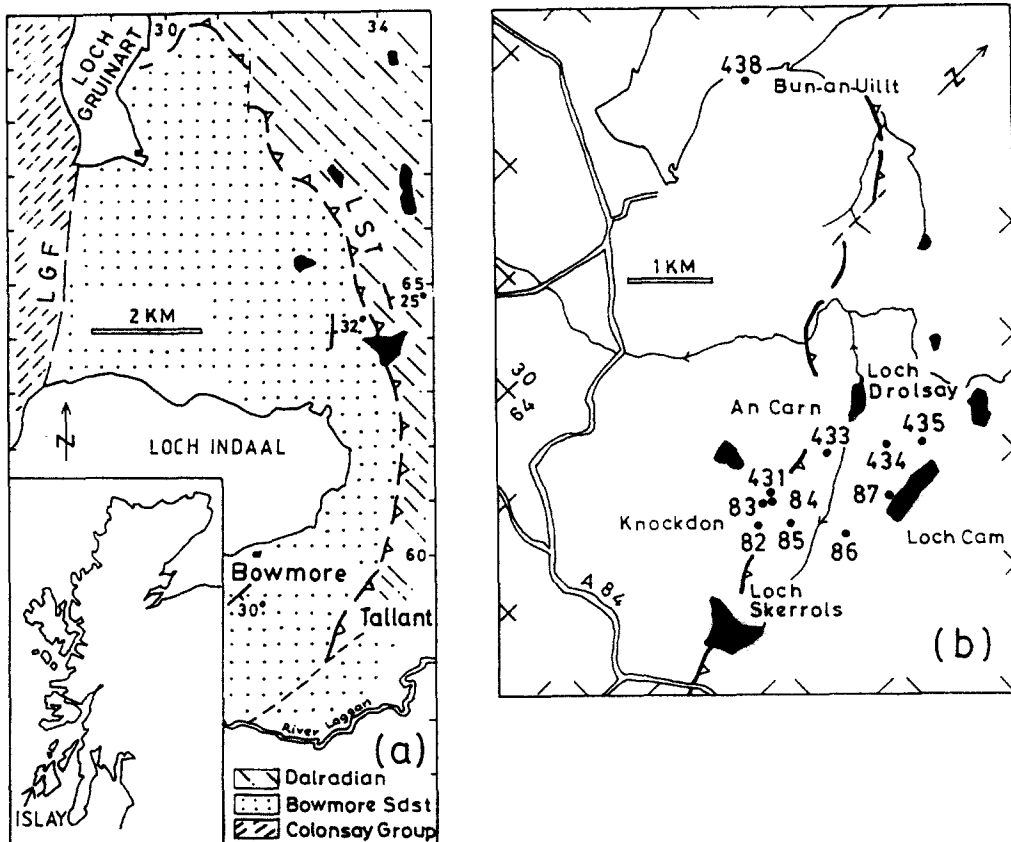 30
34
LOCH
GRUINART
LGF
LST
65
25°
2 KM
32
N
LOCH INDAAL
60
Bowmore
30°
Tallant
River Laggan
(a)
ISLAY
Dalradian
Bowmore Sdst
Colonsay Group
438
Bun-an-Uillt
N
1 KM
30
64
Loch
Drolsay
An Carn
433
435
434
431
83
84
87
Knockdon
82
85
86
Loch Cam
A 84
Loch
Skerrols
(b)